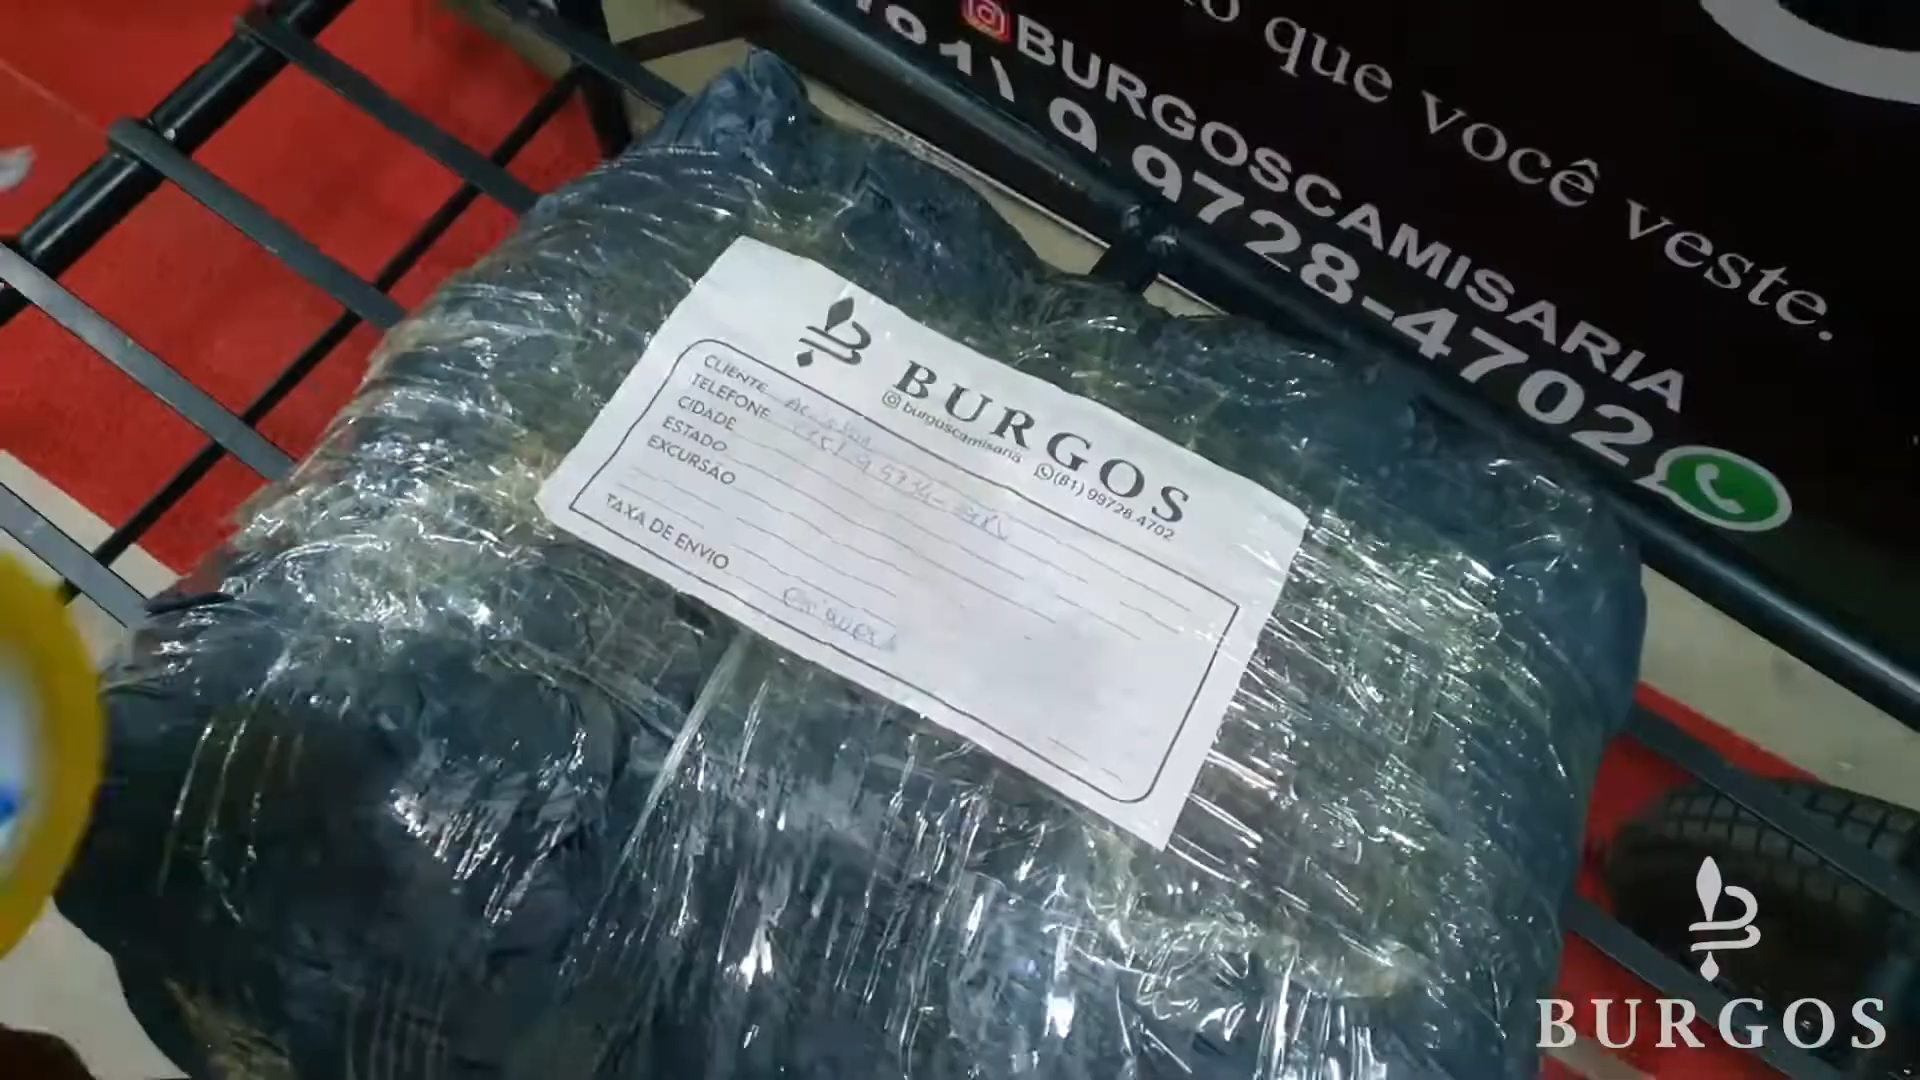 que você veste.
BURGOSCAMISARIA
9 9728-4702
BURGOS
burgoscamisaria (81) 99728.4702
CLIENTE
TELEFONE
CIDADE
ESTADO
EXCURSÃO
TAXA DE ENVIO
BURGOS